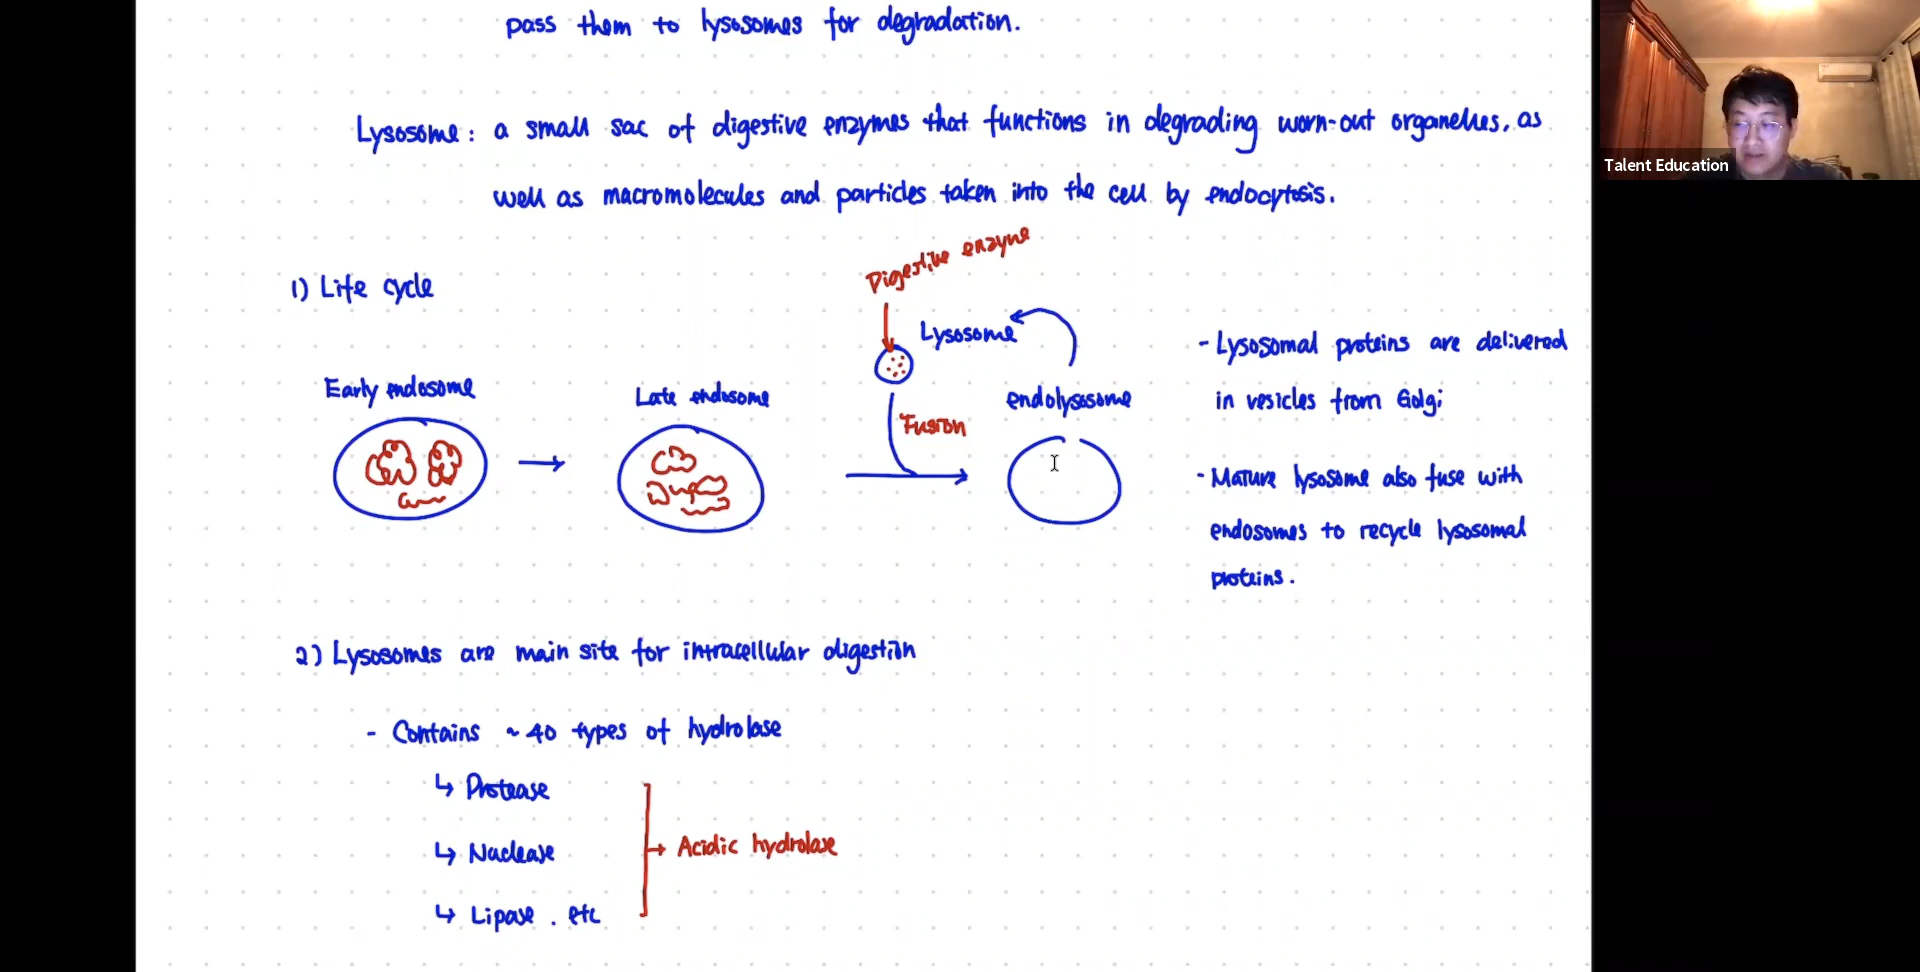 pass them to lysosomes for degradation.
Lysosome: a small sac of digestive enzymes that functions in degrading worn-out organelles, as
well as macromolecules and particles taken into the cell by endocytosis.
Digestive enzyme
1) Life cycle
Lysosome
Early endosome
Late endosome
endolysosome
Fusion
- Lysosomal proteins are delivered
in vesicles from Golgi
- Mature lysosome also fuse with
endosomes to recycle lysosomal
proteins.
2) Lysosomes are main site for intracellular digestion
- Contains ~ 40 types of hydrolase
↳ Protease
↳ Nuclease
↳ Lipase . etc
→ Acidic hydrolase
Talent Education